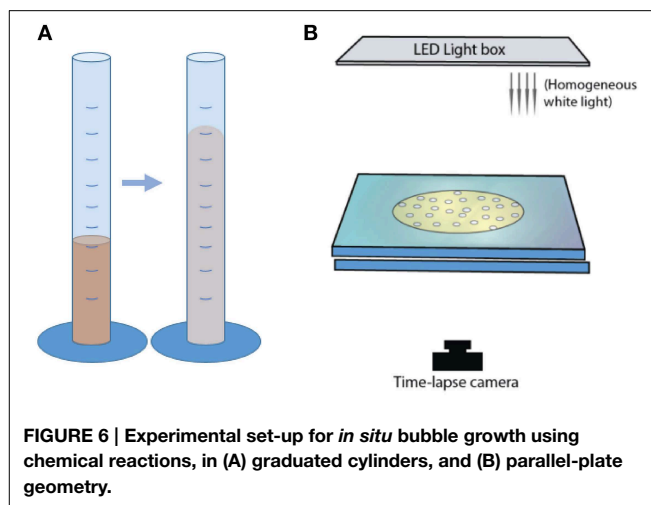 A
B
LED Light box
(Homogeneous
white light)
Time-lapse camera
FIGURE 6 | Experimental set-up for in situ bubble growth using
chemical reactions, in (A) graduated cylinders, and (B) parallel-plate
geometry.